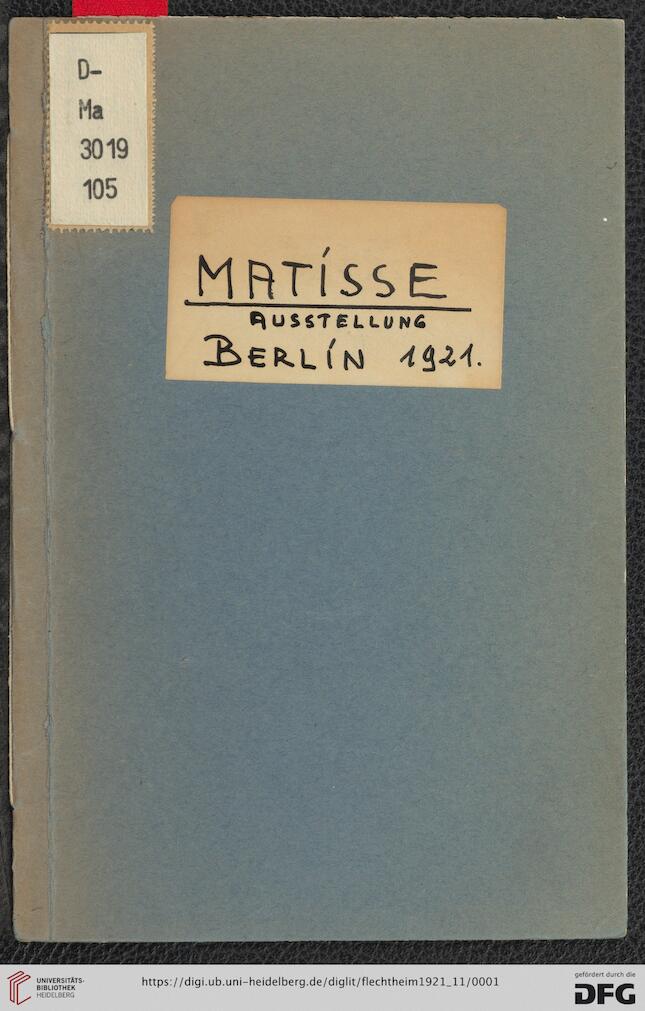 D-
Ma
3019
105
MATISSE
AUSSTELLUNG
BERLIN 1921.
UNIVERSITÄTS-
BIBLIOTHEK
HEIDELBERG
https://digi.ub.uni-heidelberg.de/diglit/flechtheim1921_11/0001
gefördert durch die
DFG